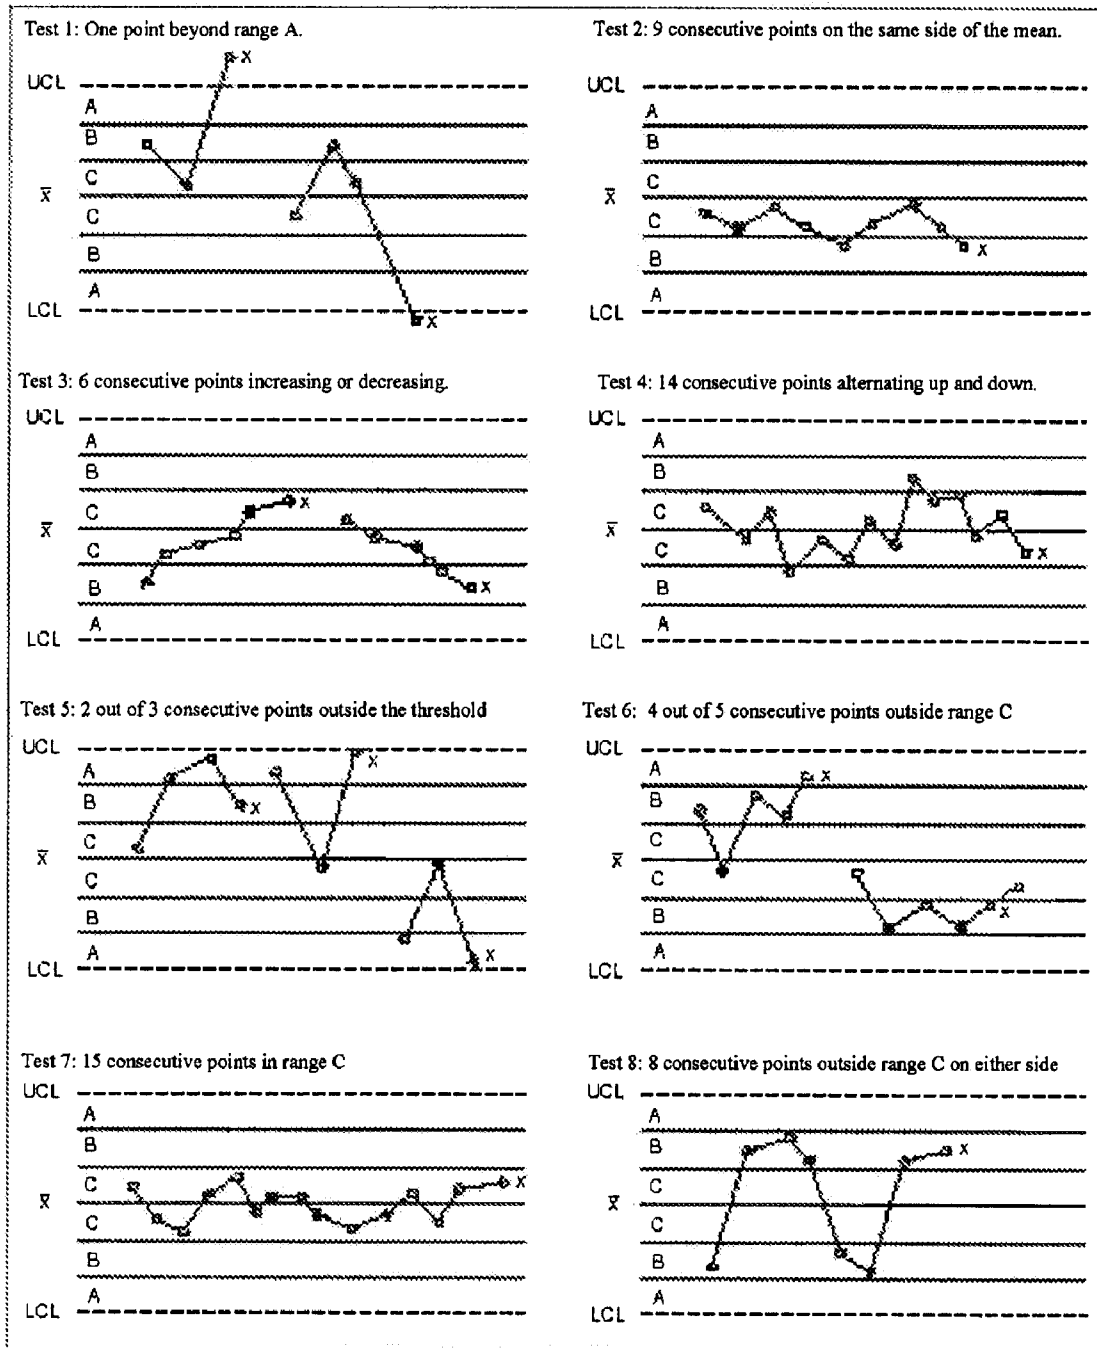 Test 1: One point beyond range A.
UCL
A
B
C
x̄
C
B
A
LCL
x
x
Test 2: 9 consecutive points on the same side of the mean.
UCL
A
B
C
x̄
C
B
A
LCL
x
Test 3: 6 consecutive points increasing or decreasing.
UCL
A
B
C
x̄
C
B
A
LCL
x
x
Test 4: 14 consecutive points alternating up and down.
UCL
A
B
C
x̄
C
B
A
LCL
x
Test 5: 2 out of 3 consecutive points outside the threshold
UCL
A
B
C
x̄
C
B
A
LCL
x
x
x
Test 6: 4 out of 5 consecutive points outside range C
UCL
A
B
C
x̄
C
B
A
LCL
x
x
Test 7: 15 consecutive points in range C
UCL
A
B
C
x̄
C
B
A
LCL
x
Test 8: 8 consecutive points outside range C on either side
UCL
A
B
C
x̄
C
B
A
LCL
x